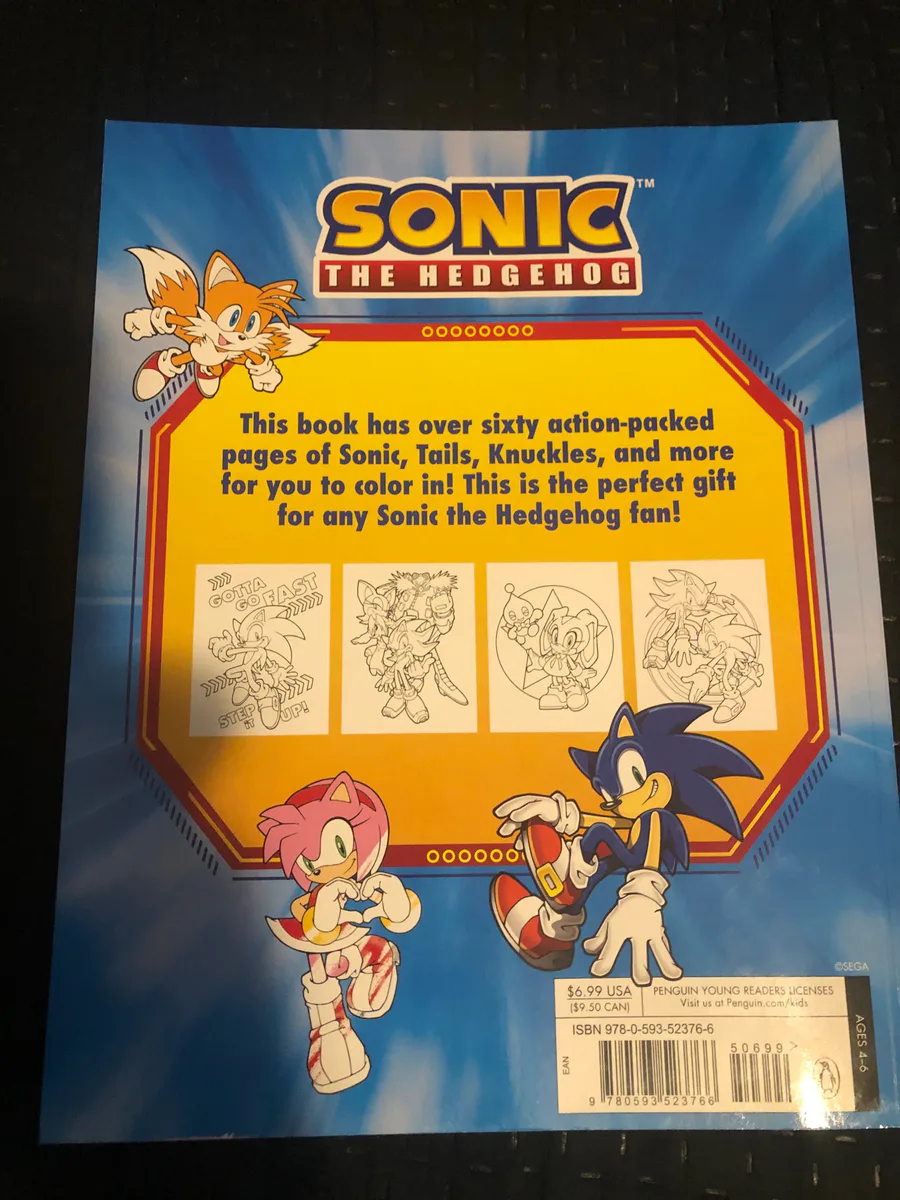 SONIC™
THE HEDGEHOG
This book has over sixty action-packed
pages of Sonic, Tails, Knuckles, and more
for you to color in! This is the perfect gift
for any Sonic the Hedgehog fan!
GOTTA
GO FAST
STEP
IT
UP!
©SEGA
$6.99 USA
($9.50 CAN)
PENGUIN YOUNG READERS LICENSES
Visit us at Penguin.com/kids
ISBN 978-0-593-52376-6
50699>
EAN
9 780593 523766
AGES 4–6